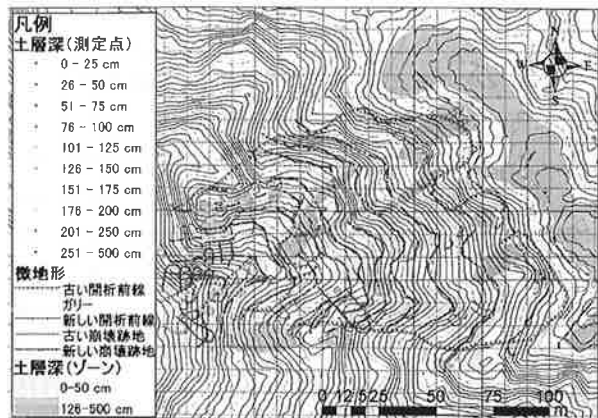 凡例
土層深(測定点)
0 - 25 cm
26 - 50 cm
51 - 75 cm
76 - 100 cm
101 - 125 cm
126 - 150 cm
151 - 175 cm
176 - 200 cm
201 - 250 cm
251 - 500 cm
微地形
古い開析前線
ガリー
新しい開析前線
古い崩壊跡地
新しい崩壊跡地
土層深(ゾーン)
0-50 cm
126-500 cm
N
W
E
S
0 12.525 50 75 100
m